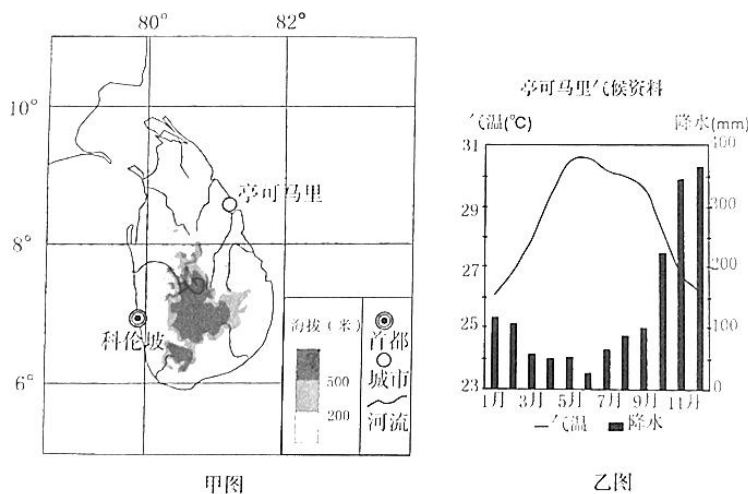 80°
82°
10°
8°
6°
亭可马里
科伦坡
海拔（米）
500
200
首都
城市
河流
甲图
亭可马里气候资料
气温(℃)
降水(mm)
31
29
27
26
25
23
400
300
200
100
0
1月 3月 5月 7月 9月 11月
气温 降水
乙图